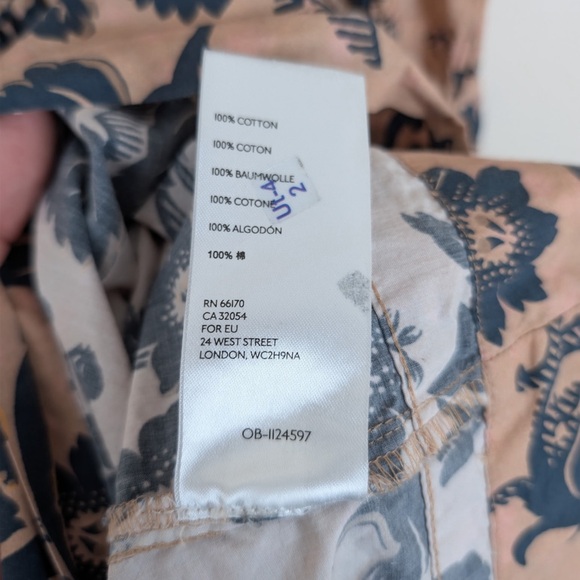 100% COTTON
100% COTON
100% BAUMWOLLE
100% COTONE
100% ALGODÓN
100% 棉
RN 66170
CA 32054
FOR EU
24 WEST STREET
LONDON, WC2H9NA
OB-1124597